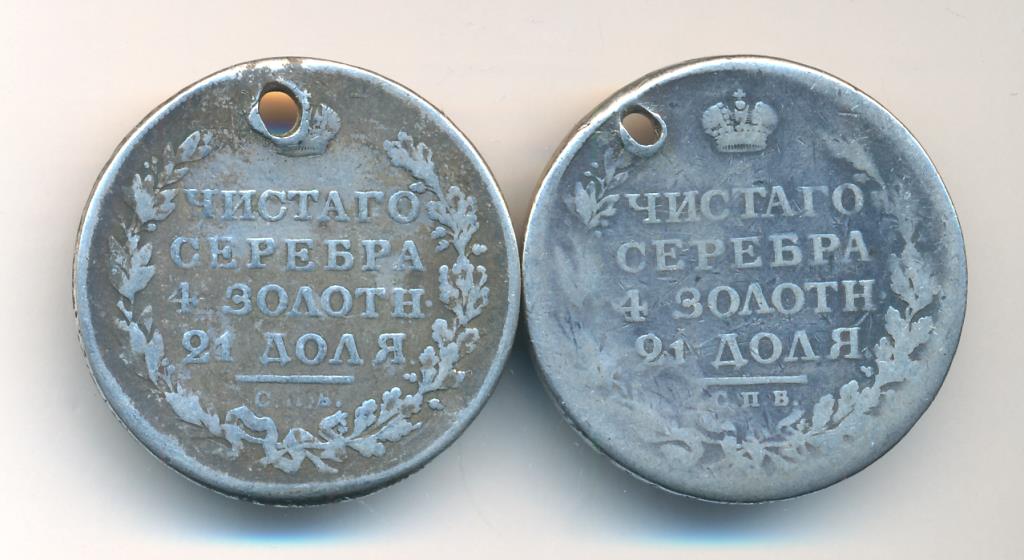 ЧИСТАГО
СЕРЕБРА
4 ЗОЛОТН.
21 ДОЛЯ
С.П.Б.
ЧИСТАГО
СЕРЕБРА
4 ЗОЛОТН
21 ДОЛЯ
С.П.Б.